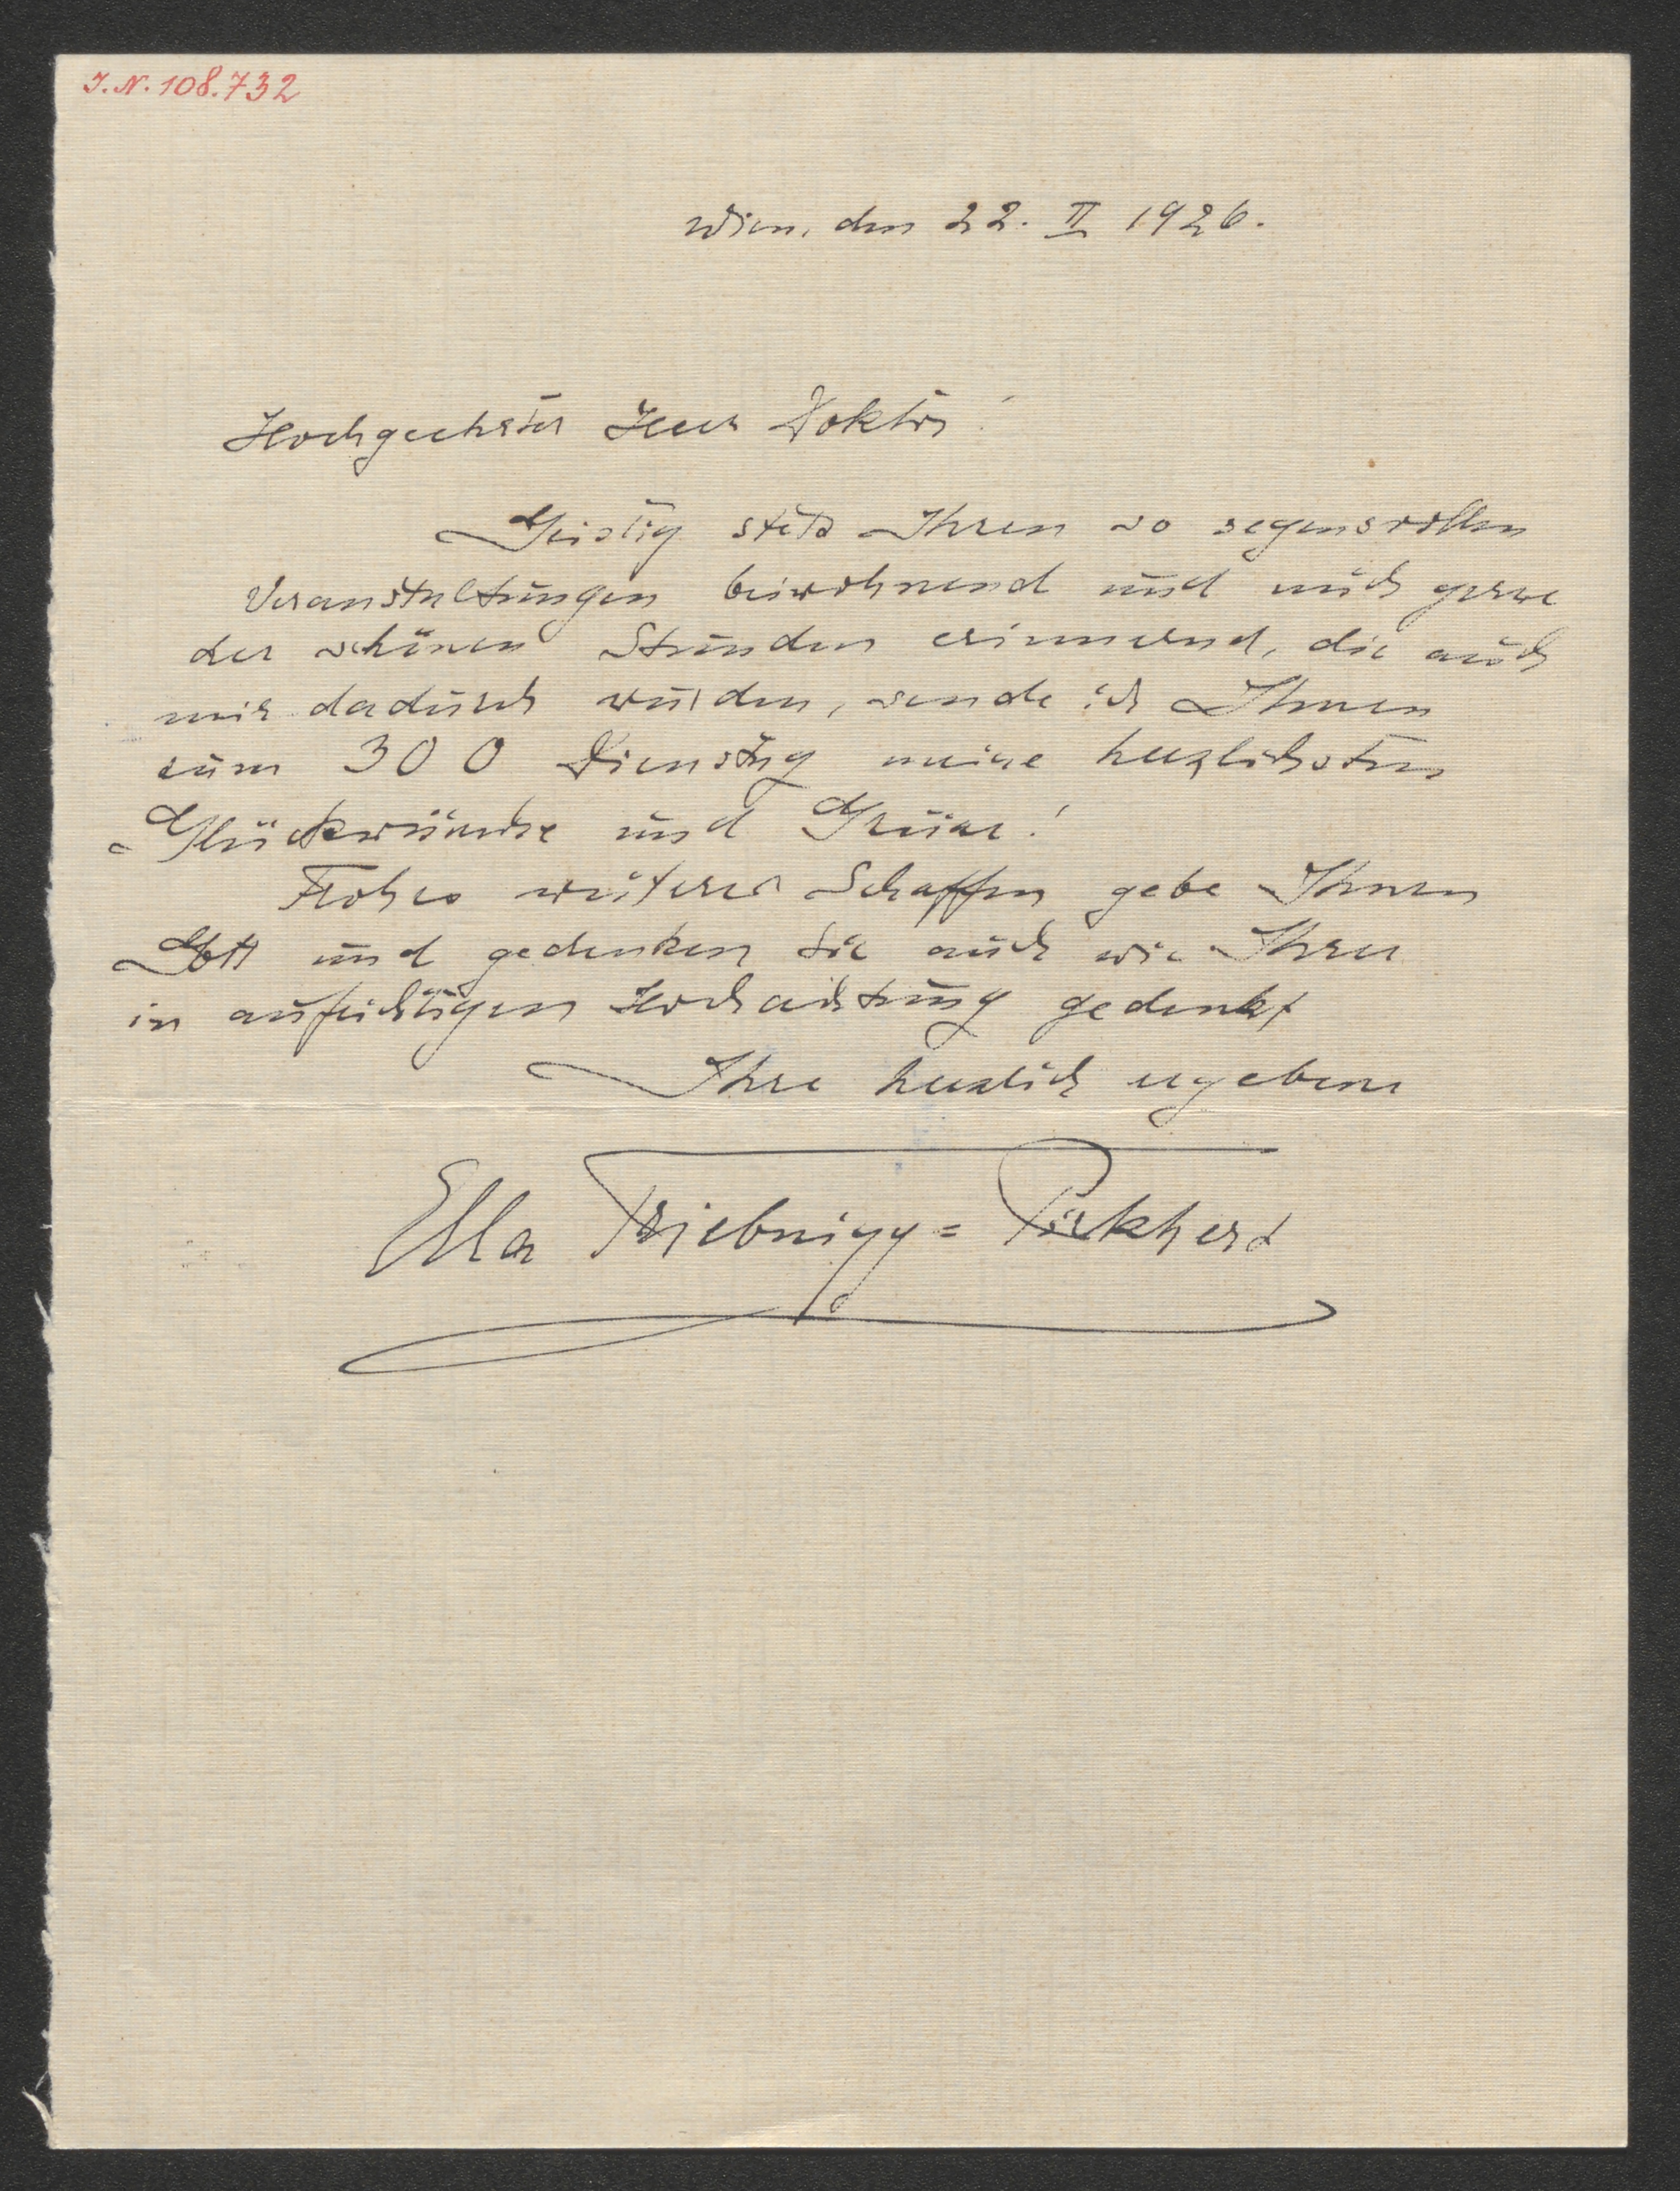 I.N. 108.732
Wien, den 22. II 1926.
Hochgeehrter Herr Doktor!
Geistig stets Ihren so segensvollen
Veranstaltungen beiwohnend und mich gerne
der schönen Stunden erinnernd, die auch
mir dadurch wurden, sende ich Ihnen
zum 300 Dienstag meine herzlichsten
Glückwünsche und Grüsse!
Frohes weiteres Schaffen gebe Ihnen
Gott und gedenken Sie auch wie Ihrer
in aufrichtigen Hochachtung gedenkt
Ihre herzlich ergebene
Ella Triebnigg=Pirkhert